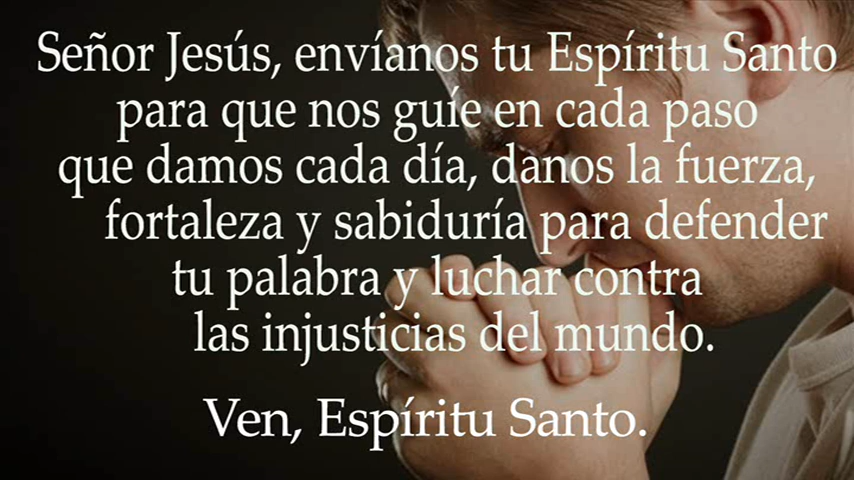 Señor Jesús, envíanos tu Espíritu Santo
para que nos guíe en cada paso
que damos cada día, danos la fuerza,
fortaleza y sabiduría para defender
tu palabra y luchar contra
las injusticias del mundo.
Ven, Espíritu Santo.